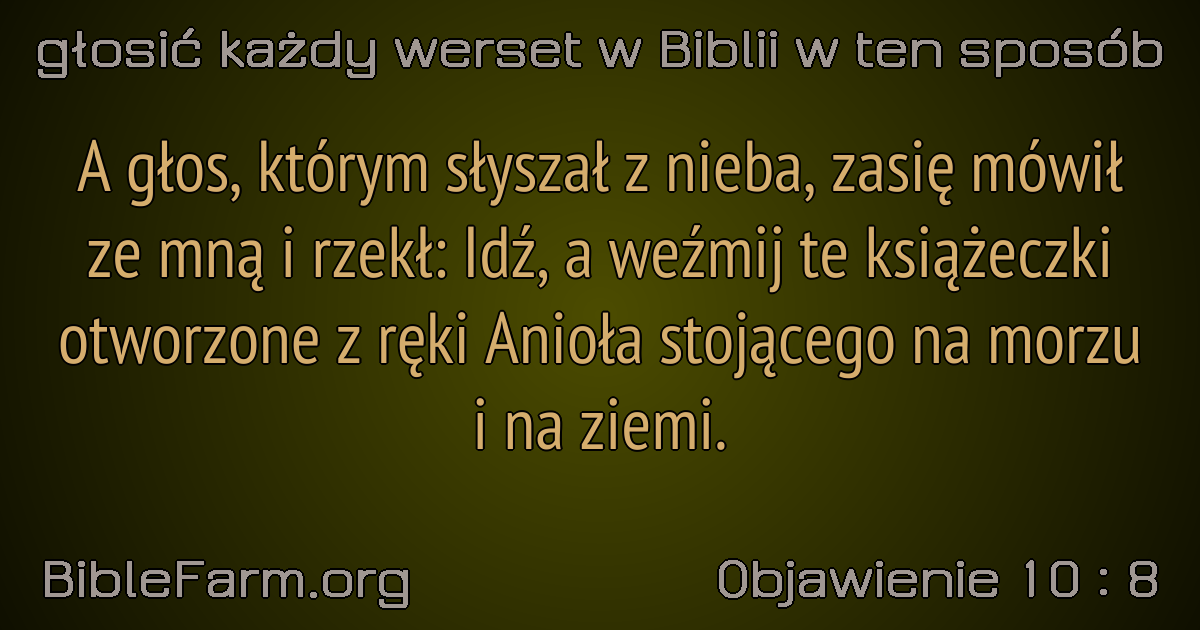 głosić każdy werset w Biblii w ten sposób
A głos, którym słyszał z nieba, zasię mówił
ze mną i rzekł: Idź, a weźmij te książeczki
otworzone z ręki Anioła stojącego na morzu
i na ziemi.
BibleFarm.org
Objawienie 10 : 8